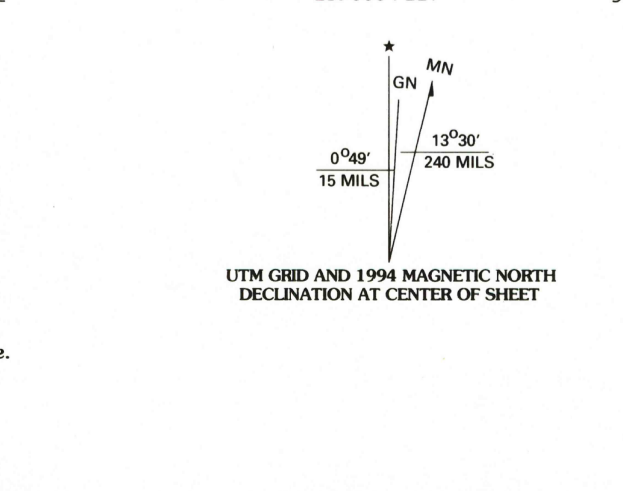 MN
GN
13°30′
240 MILS
0°49′
15 MILS
UTM GRID AND 1994 MAGNETIC NORTH
DECLINATION AT CENTER OF SHEET
e.